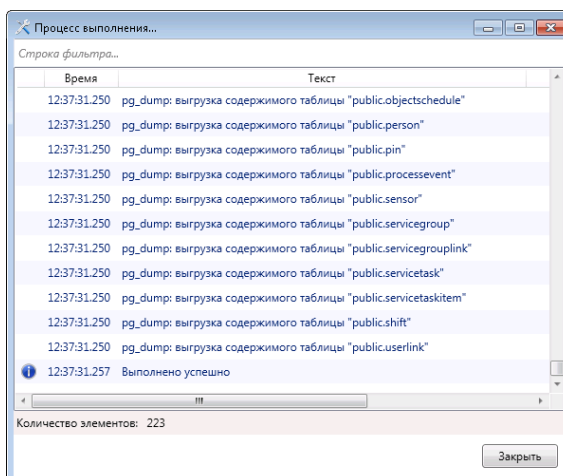 Процесс выполнения...
Строка фильтра...
Время Текст
12:37:31.250 pg_dump: выгрузка содержимого таблицы "public.objectschedule"
12:37:31.250 pg_dump: выгрузка содержимого таблицы "public.person"
12:37:31.250 pg_dump: выгрузка содержимого таблицы "public.pin"
12:37:31.250 pg_dump: выгрузка содержимого таблицы "public.processevent"
12:37:31.250 pg_dump: выгрузка содержимого таблицы "public.sensor"
12:37:31.250 pg_dump: выгрузка содержимого таблицы "public.servicegroup"
12:37:31.250 pg_dump: выгрузка содержимого таблицы "public.servicegrouplink"
12:37:31.250 pg_dump: выгрузка содержимого таблицы "public.servicetask"
12:37:31.250 pg_dump: выгрузка содержимого таблицы "public.servicetaskitem"
12:37:31.250 pg_dump: выгрузка содержимого таблицы "public.shift"
12:37:31.250 pg_dump: выгрузка содержимого таблицы "public.userlink"
12:37:31.257 Выполнено успешно
Количество элементов: 223
Закрыть